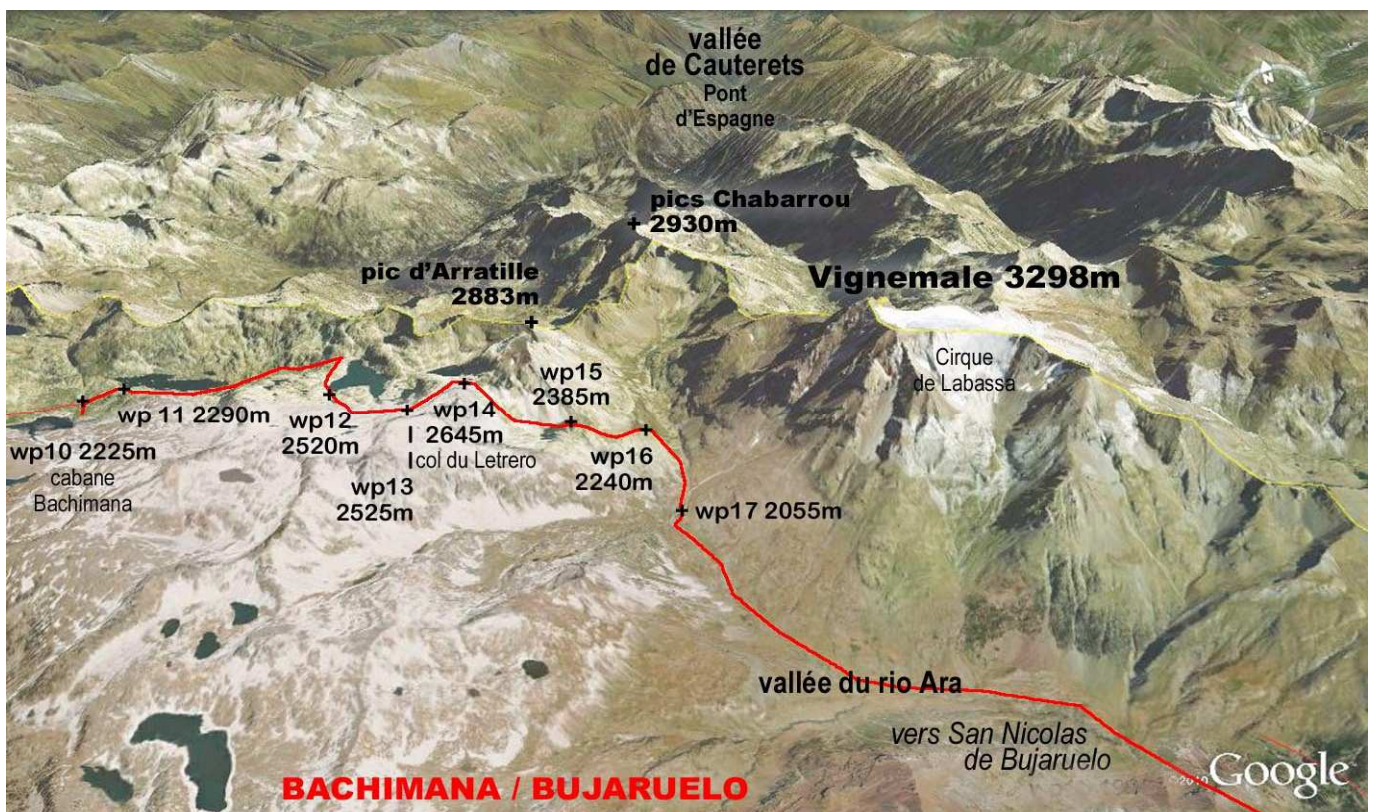 vallée
de Cauterets
Pont
d'Espagne
N
pics Chabarrou
2930m
pic d'Arratille
2883m
Vignemale 3298m
Cirque
de Labassa
wp 11 2290m
wp10 2225m
cabane
Bachimana
wp12
2520m
wp13
2525m
wp14
2645m
col du Letrero
wp15
2385m
wp16
2240m
wp17 2055m
vallée du rio Ara
vers San Nicolas
de Bujaruelo
BACHIMANA / BUJARUELO
©2010 Google